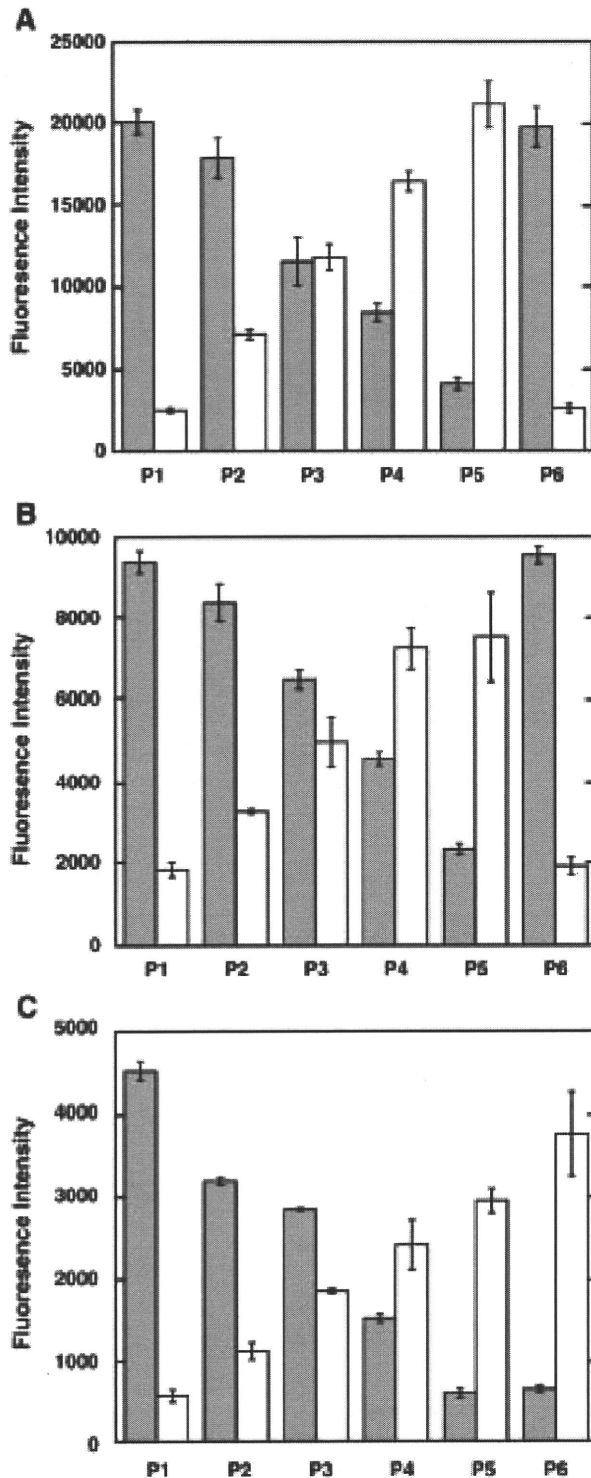 A
Fluoresence Intensity
25000
20000
15000
10000
5000
0
P1 P2 P3 P4 P5 P6
B
Fluoresence Intensity
10000
8000
6000
4000
2000
0
P1 P2 P3 P4 P5 P6
C
Fluoresence Intensity
5000
4000
3000
2000
1000
0
P1 P2 P3 P4 P5 P6